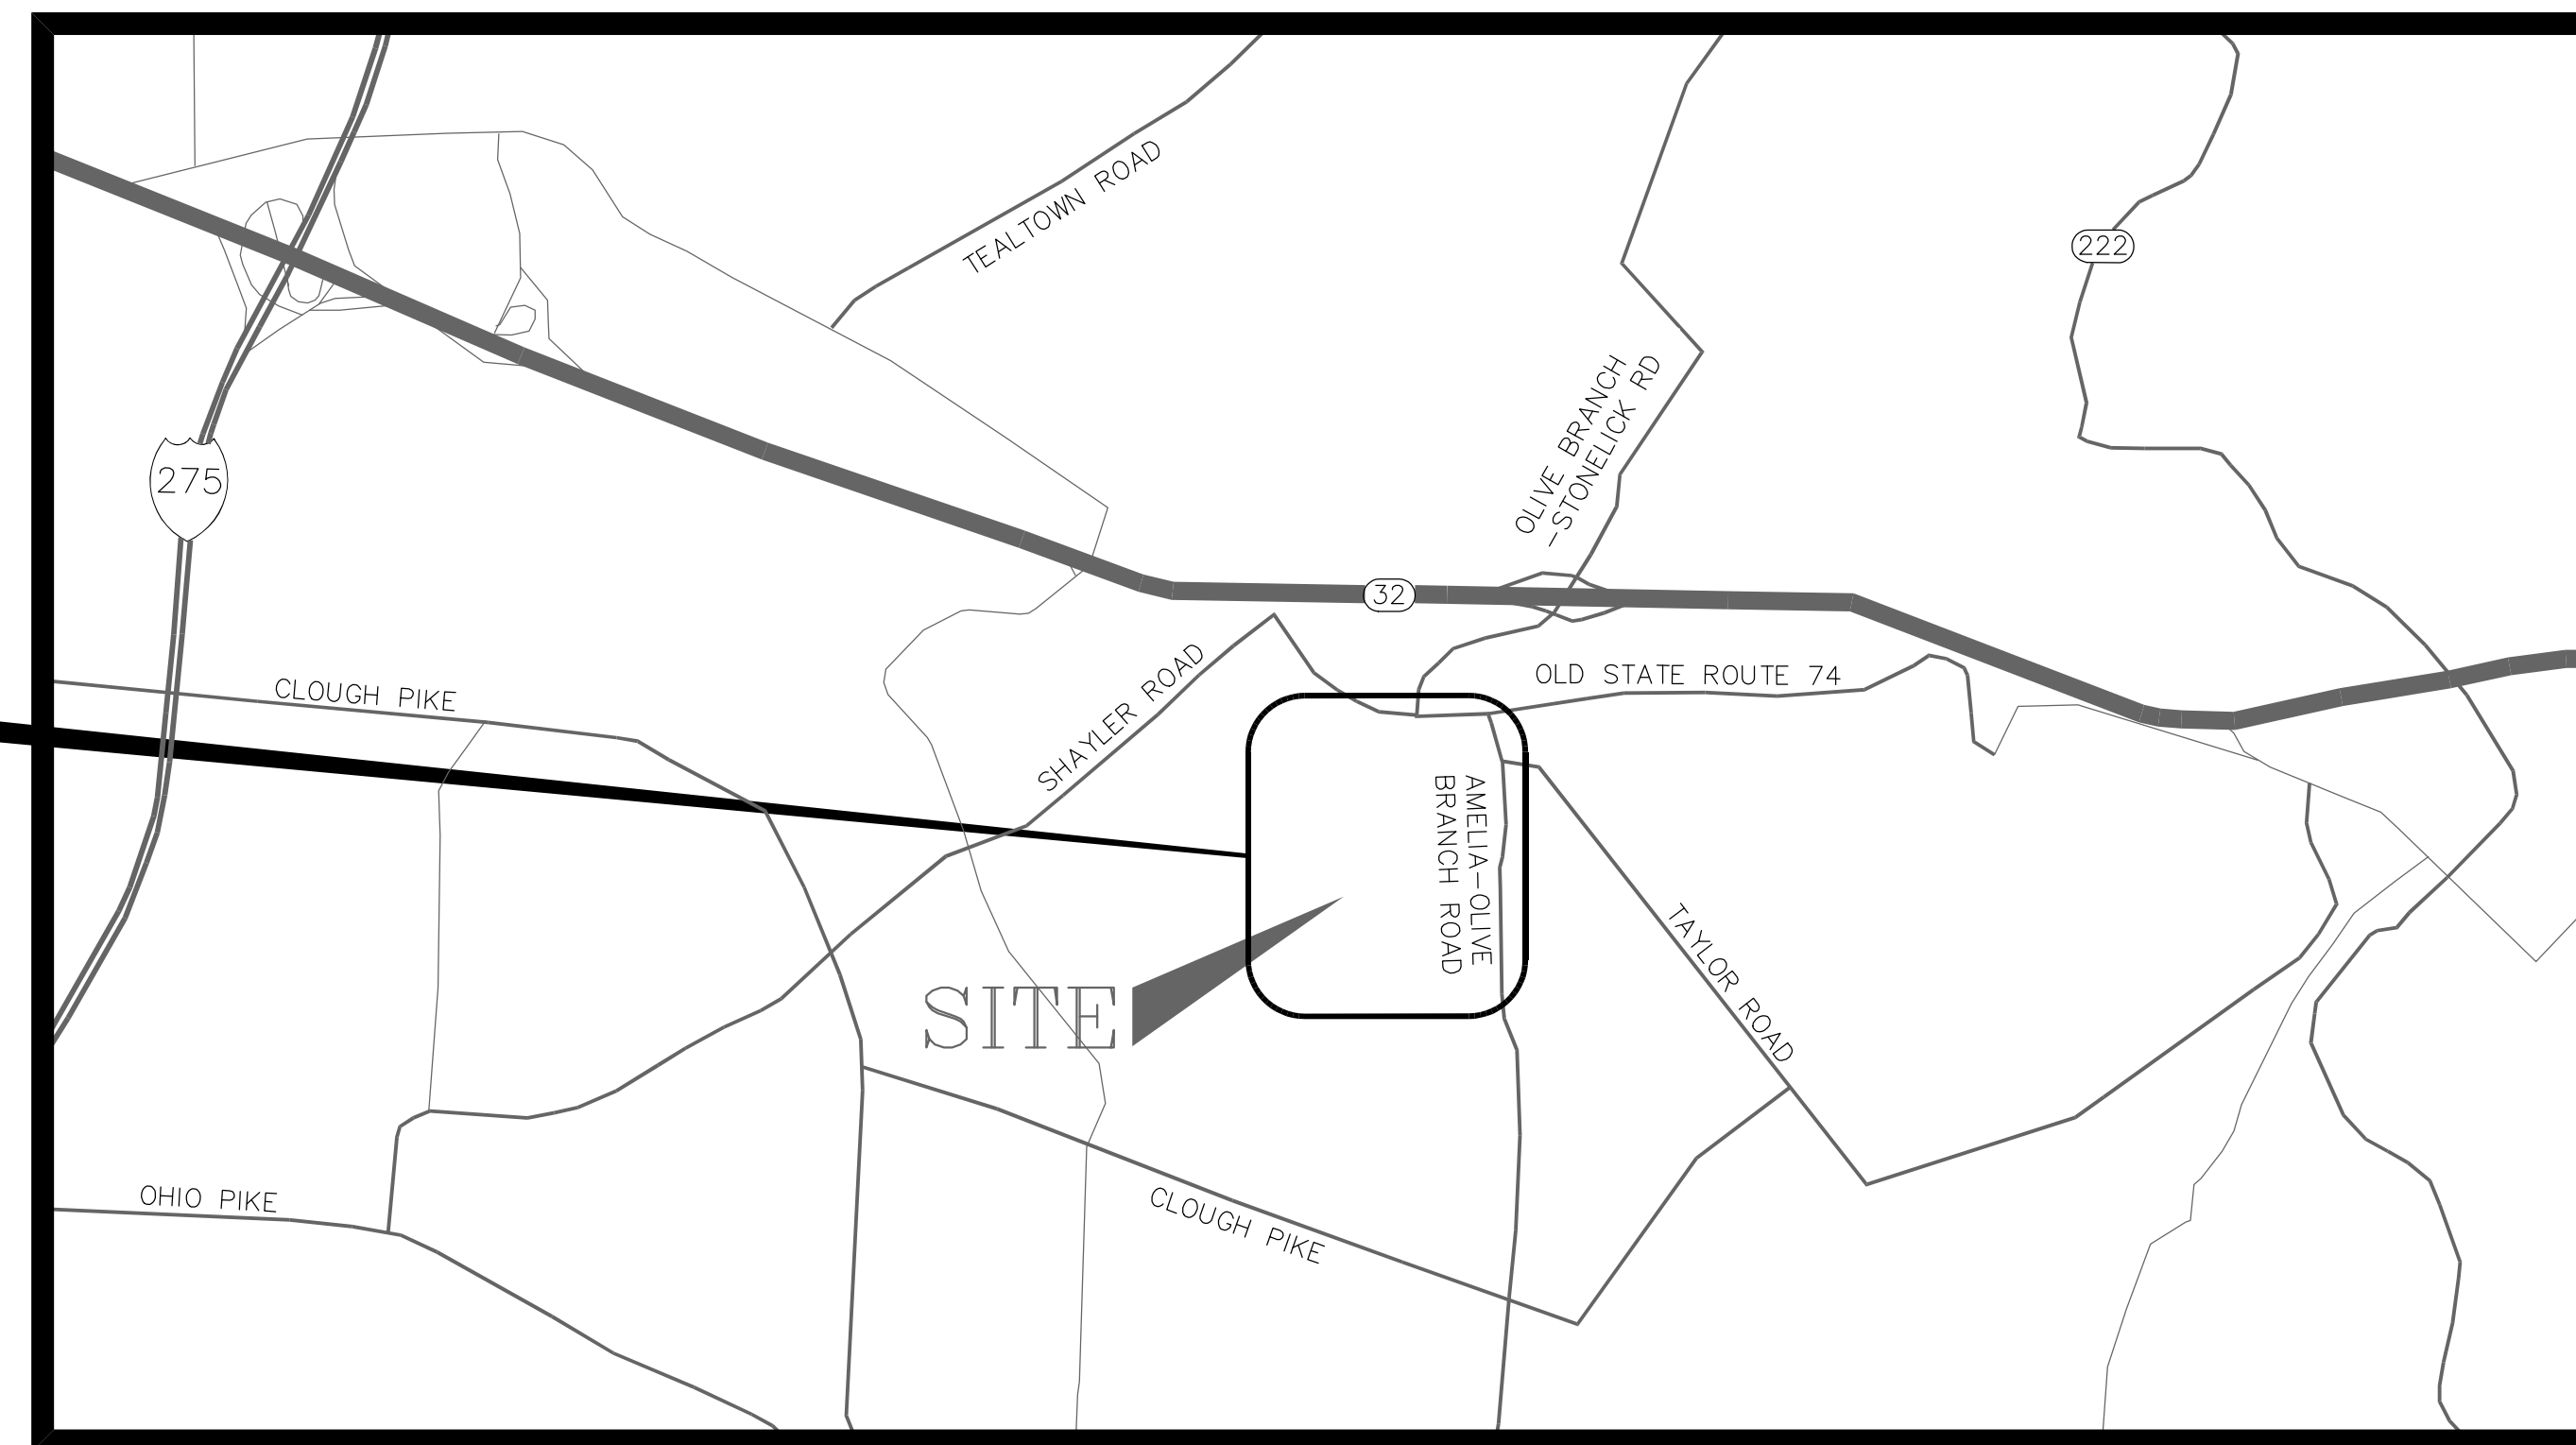 TEALTOWN ROAD
222
OLIVE BRANCH
-STONELICK RD
275
32
OLD STATE ROUTE 74
CLOUGH PIKE
SHAYLER ROAD
AMELIA-OLIVE
BRANCH ROAD
TAYLOR ROAD
SITE
OHIO PIKE
CLOUGH PIKE